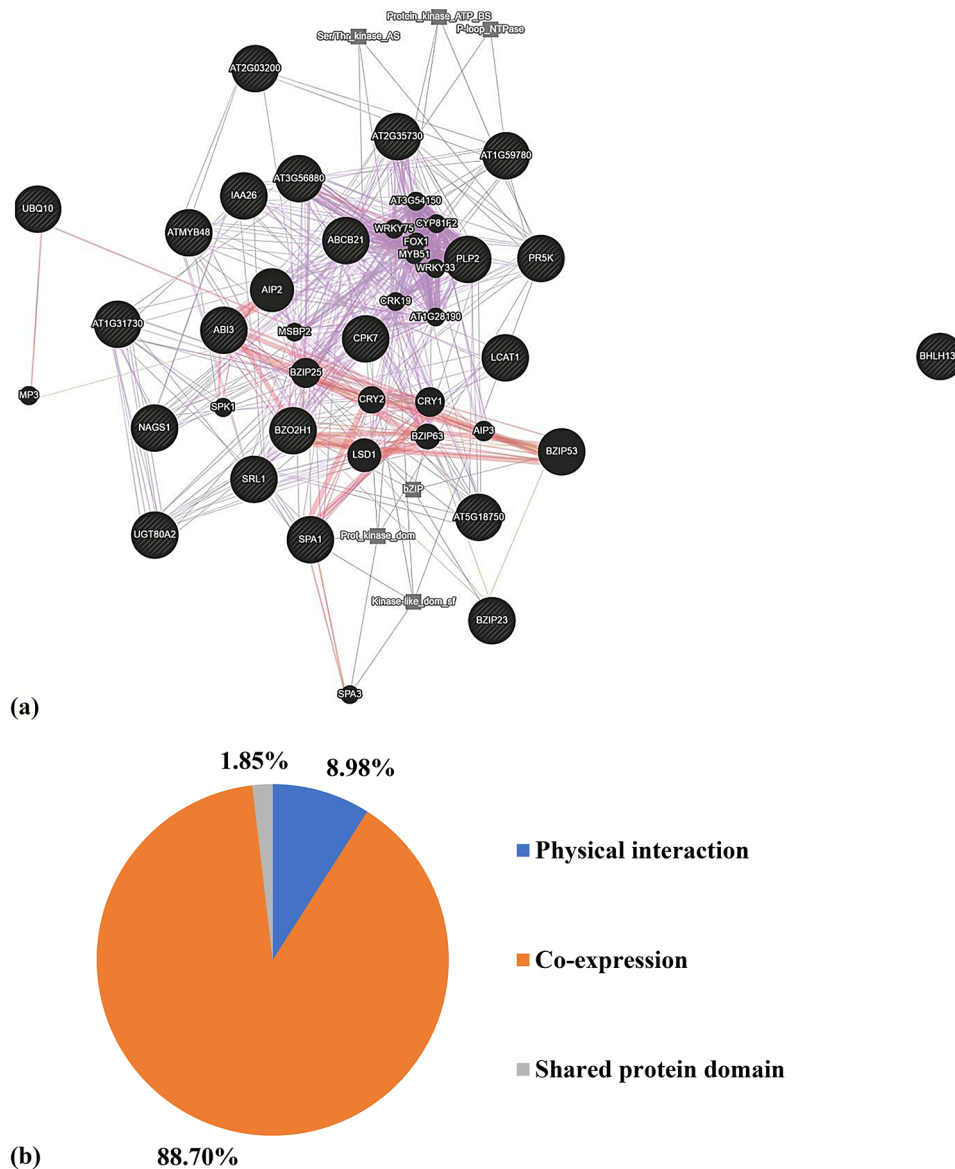 Protein_kinase_ATP_BS
P-loop_NTPase
Ser/Thr_kinase_AS
AT2G03200
AT2G35730
AT1G59780
AT3G56880
IAA26
AT3G54150
UBQ10
CYP81F2
WRKY75
ATMYB48
ABCB21
FOX1
MYB51
PLP2
PR5K
WRKY33
AIP2
CRK19
AT1G28190
AT1G31730
ABI3
MSBP2
CPK7
LCAT1
BHLH13
BZIP25
MP3
SPK1
CRY2
CRY1
NAGS1
BZO2H1
BZIP63
AIP3
BZIP53
LSD1
SRL1
bZIP
AT5G18750
UGT80A2
SPA1
Prot_kinase_dom
Kinase-like_dom_sf
BZIP23
SPA3
(a)
1.85%
8.98%
Physical interaction
Co-expression
Shared protein domain
88.70%
(b)